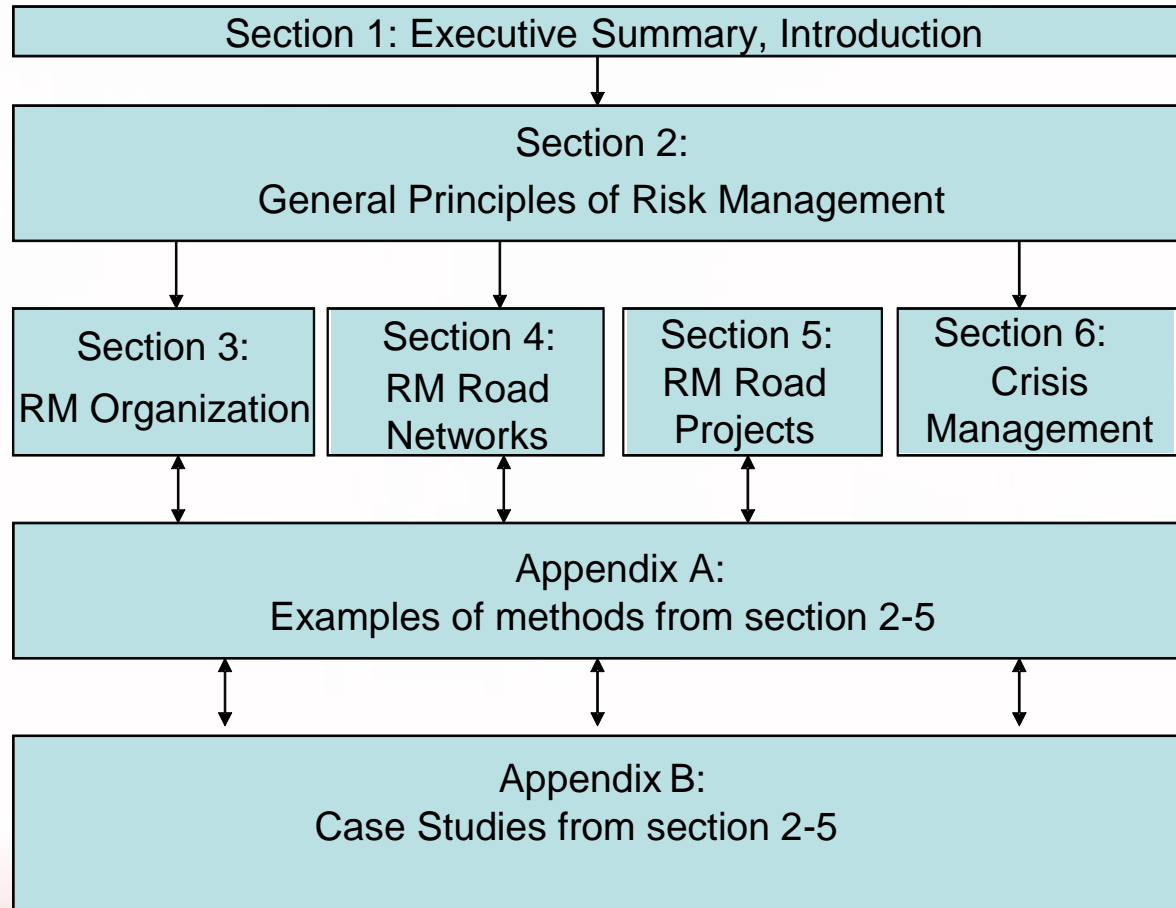 Section 1: Executive Summary, Introduction
Section 2:
General Principles of Risk Management
Section 3:
RM Organization
Section 4:
RM Road
Networks
Section 5:
RM Road
Projects
Section 6:
Crisis
Management
Appendix A:
Examples of methods from section 2-5
Appendix B:
Case Studies from section 2-5